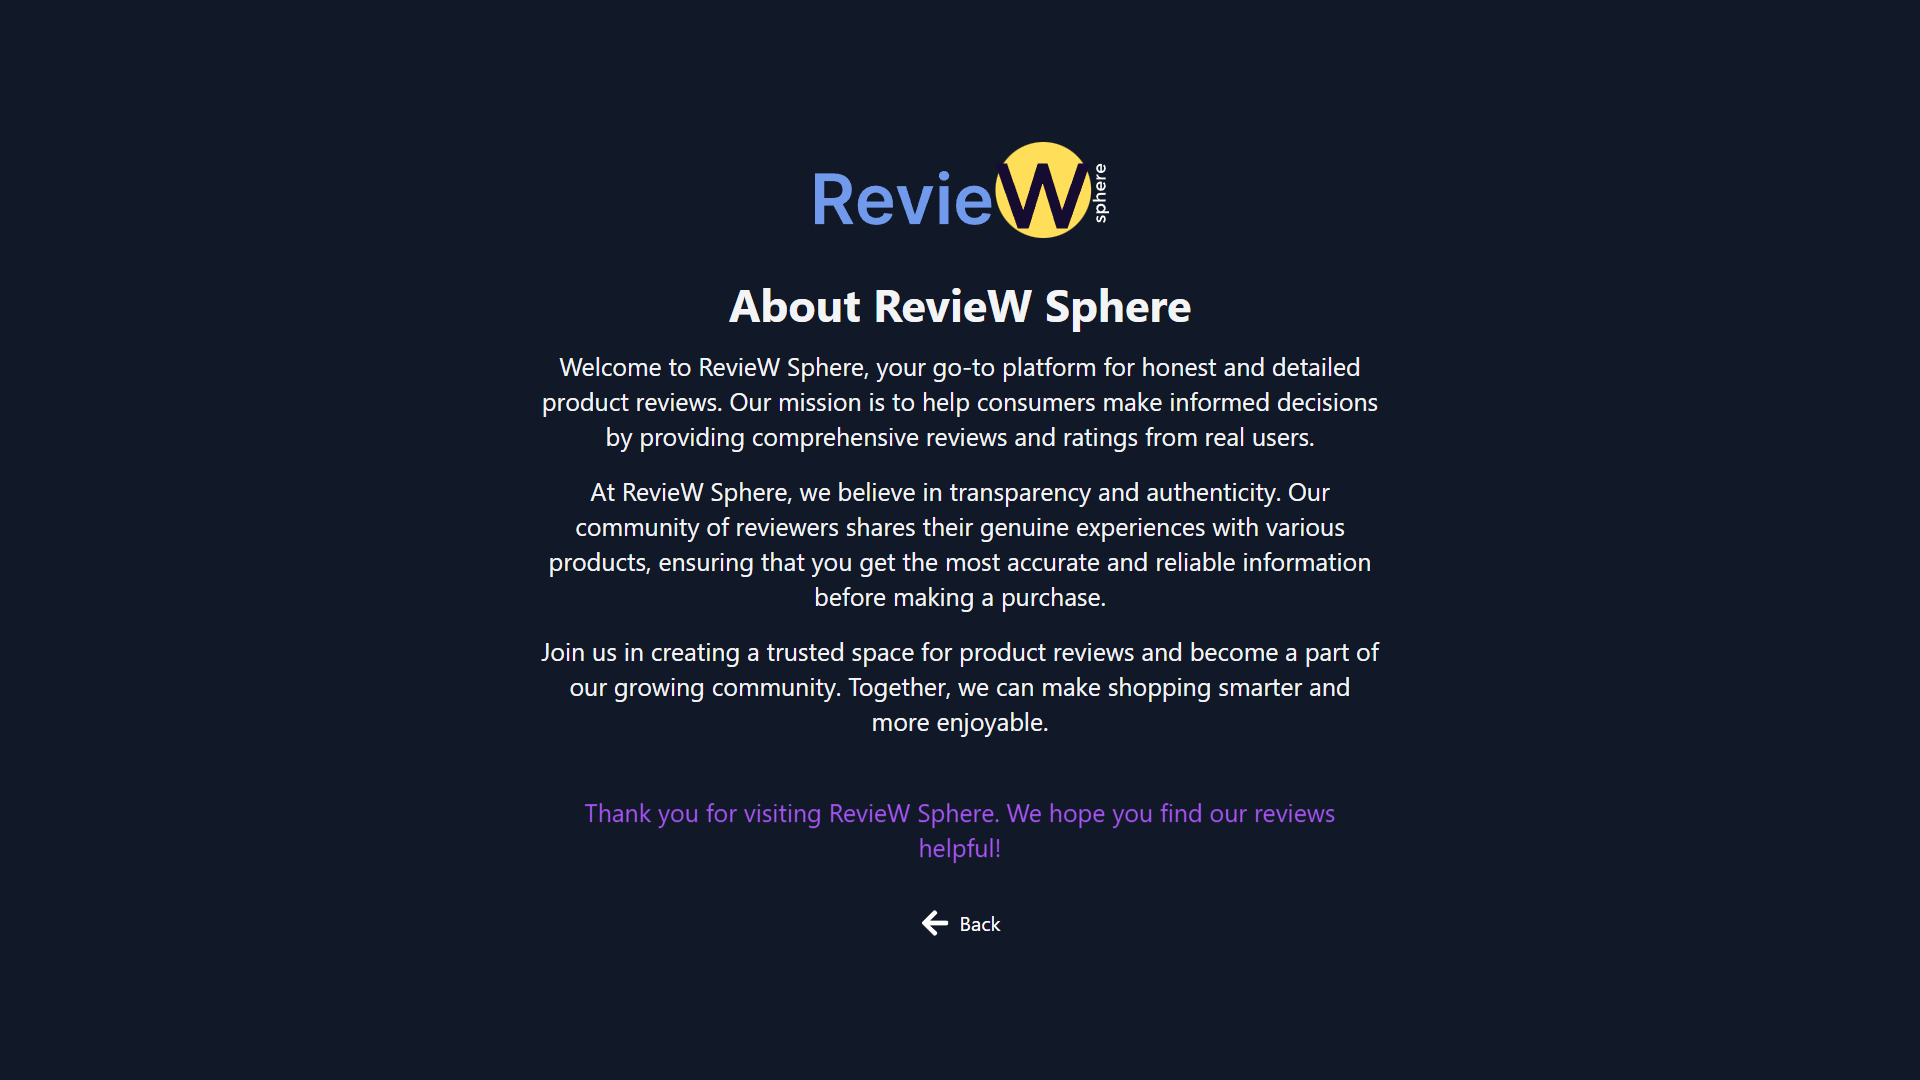 RevieW sphere
About RevieW Sphere
Welcome to RevieW Sphere, your go-to platform for honest and detailed
product reviews. Our mission is to help consumers make informed decisions
by providing comprehensive reviews and ratings from real users.
At RevieW Sphere, we believe in transparency and authenticity. Our
community of reviewers shares their genuine experiences with various
products, ensuring that you get the most accurate and reliable information
before making a purchase.
Join us in creating a trusted space for product reviews and become a part of
our growing community. Together, we can make shopping smarter and
more enjoyable.
Thank you for visiting RevieW Sphere. We hope you find our reviews
helpful!
Back